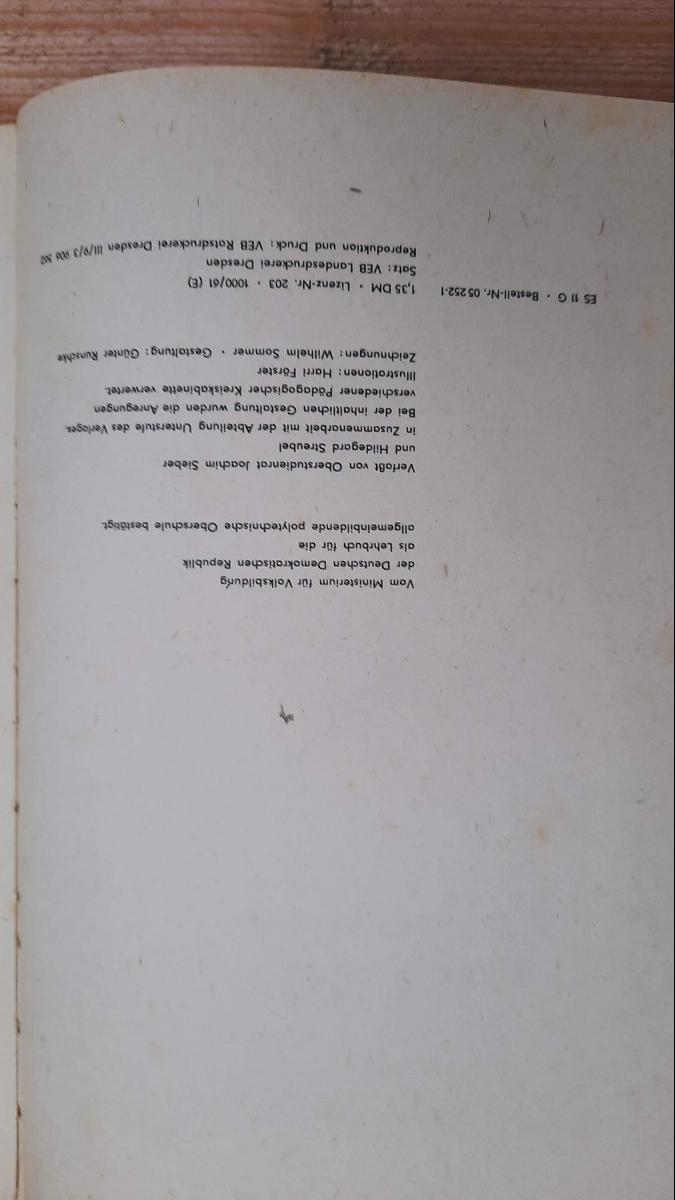 Vom Ministerium für Volksbildung
der Deutschen Demokratischen Republik
als Lehrbuch für die
allgemeinbildende polytechnische Oberschule bestätigt.
Verfaßt von Oberstudienrat Joachim Sieber
und Hildegard Streubel
in Zusammenarbeit mit der Abteilung Unterstufe des Verlages.
Bei der inhaltlichen Gestaltung wurden die Anregungen
verschiedener Pädagogischer Kreiskabinette verwertet.
Illustrationen: Harri Förster
Zeichnungen: Wilhelm Sommer · Gestaltung: Günter Runschke
ES 11 G · Bestell-Nr. 05 252-1 1,35 DM · Lizenz-Nr. 203 · 1000/61 (E)
Satz: VEB Landesdruckerei Dresden
Reproduktion und Druck: VEB Ratsdruckerei Dresden III/9/3